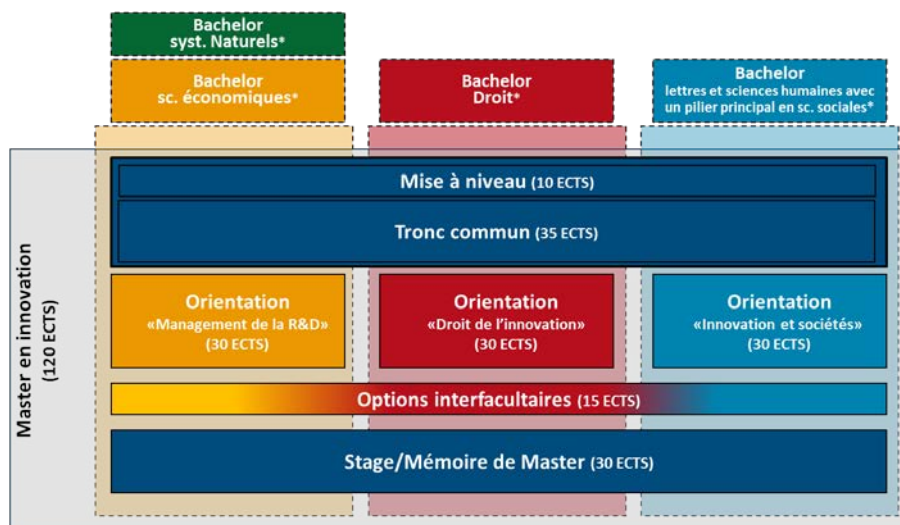 Bachelor
syst. Naturels*
Bachelor
sc. économiques*
Bachelor
Droit*
Bachelor
lettres et sciences humaines avec
un pilier principal en sc. sociales*
Master en innovation
(120 ECTS)
Mise à niveau (10 ECTS)
Tronc commun (35 ECTS)
Orientation
«Management de la R&D»
(30 ECTS)
Orientation
«Droit de l’innovation»
(30 ECTS)
Orientation
«Innovation et sociétés»
(30 ECTS)
Options interfacultaires (15 ECTS)
Stage/Mémoire de Master (30 ECTS)